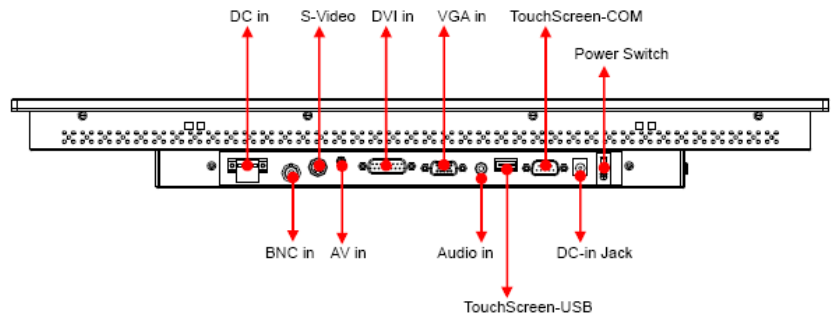 DC in
S-Video
DVI in
VGA in
TouchScreen-COM
Power Switch
BNC in
AV in
Audio in
DC-in Jack
TouchScreen-USB